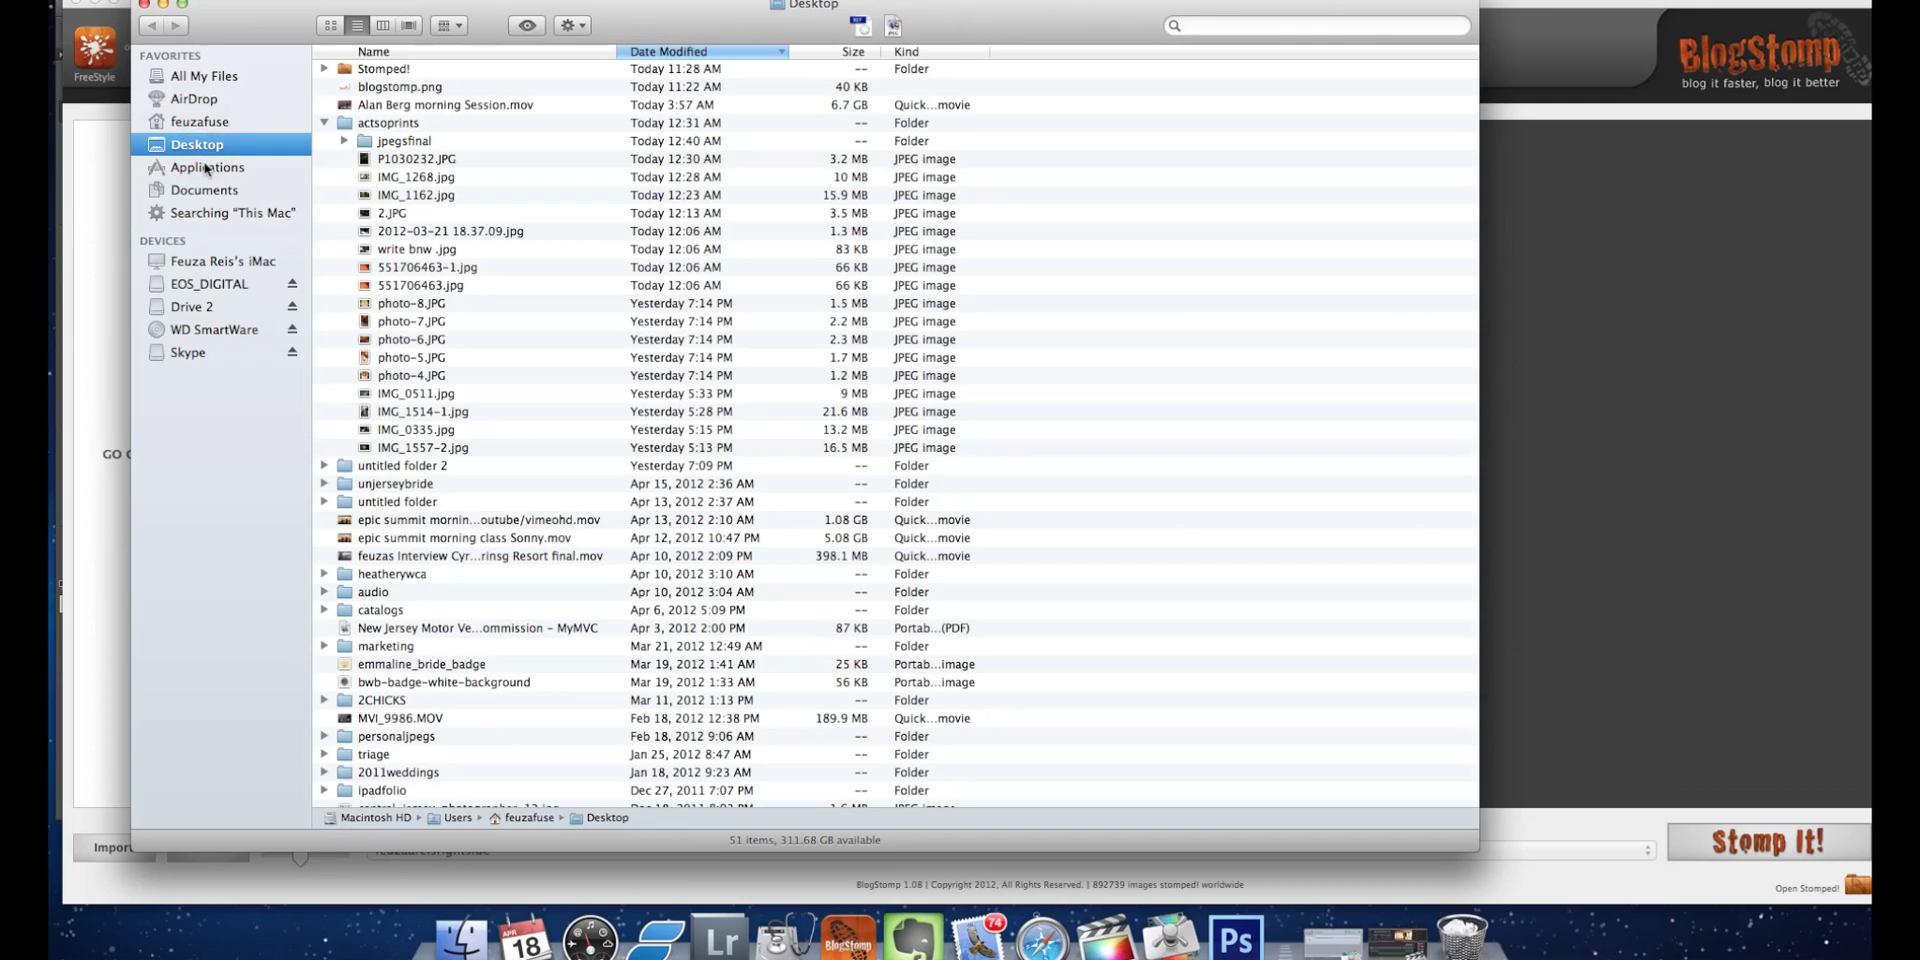 Desktop
FreeStyle
BlogStomp
blog it faster, blog it better
FAVORITES
All My Files
AirDrop
feuzafuse
Desktop
Applications
Documents
Searching “This Mac”
DEVICES
Feuza Reis’s iMac
EOS_DIGITAL
Drive 2
WD SmartWare
Skype
Name Date Modified Size Kind
Stomped! Today 11:28 AM -- Folder
blogstomp.png Today 11:22 AM 40 KB
Alan Berg morning Session.mov Today 3:57 AM 6.7 GB Quick...movie
actsoprints Today 12:31 AM -- Folder
jpegsfinal Today 12:40 AM -- Folder
P1030232.JPG Today 12:30 AM 3.2 MB JPEG image
IMG_1268.jpg Today 12:28 AM 10 MB JPEG image
IMG_1162.jpg Today 12:23 AM 15.9 MB JPEG image
2.JPG Today 12:13 AM 3.5 MB JPEG image
2012-03-21 18.37.09.jpg Today 12:06 AM 1.3 MB JPEG image
write bnw .jpg Today 12:06 AM 83 KB JPEG image
551706463-1.jpg Today 12:06 AM 66 KB JPEG image
551706463.jpg Today 12:06 AM 66 KB JPEG image
photo-8.JPG Yesterday 7:14 PM 1.5 MB JPEG image
photo-7.JPG Yesterday 7:14 PM 2.2 MB JPEG image
photo-6.JPG Yesterday 7:14 PM 2.3 MB JPEG image
photo-5.JPG Yesterday 7:14 PM 1.7 MB JPEG image
photo-4.JPG Yesterday 7:14 PM 1.2 MB JPEG image
IMG_0511.jpg Yesterday 5:33 PM 9 MB JPEG image
IMG_1514-1.jpg Yesterday 5:28 PM 21.6 MB JPEG image
IMG_0335.jpg Yesterday 5:15 PM 13.2 MB JPEG image
IMG_1557-2.jpg Yesterday 5:13 PM 16.5 MB JPEG image
untitled folder 2 Yesterday 7:09 PM -- Folder
unjerseybride Apr 15, 2012 2:36 AM -- Folder
untitled folder Apr 13, 2012 2:37 AM -- Folder
epic summit mornin...outube/vimeohd.mov Apr 13, 2012 2:10 AM 1.08 GB Quick...movie
epic summit morning class Sonny.mov Apr 12, 2012 10:47 PM 5.08 GB Quick...movie
feuzas Interview Cyr...rinsg Resort final.mov Apr 10, 2012 2:09 PM 398.1 MB Quick...movie
heatherywca Apr 10, 2012 3:10 AM -- Folder
audio Apr 10, 2012 3:04 AM -- Folder
catalogs Apr 6, 2012 5:09 PM -- Folder
New Jersey Motor Ve...ommission - MyMVC Apr 3, 2012 2:00 PM 87 KB Portab...(PDF)
marketing Mar 21, 2012 12:49 AM -- Folder
emmaline_bride_badge Mar 19, 2012 1:41 AM 25 KB Portab...image
bwb-badge-white-background Mar 19, 2012 1:33 AM 56 KB Portab...image
2CHICKS Mar 11, 2012 1:13 PM -- Folder
MVI_9986.MOV Feb 18, 2012 12:38 PM 189.9 MB Quick...movie
personaljpegs Feb 18, 2012 9:06 AM -- Folder
triage Jan 25, 2012 8:47 AM -- Folder
2011weddings Jan 18, 2012 9:23 AM -- Folder
ipadfolio Dec 27, 2011 7:07 PM -- Folder
Macintosh HD Users feuzafuse Desktop
51 items, 311.68 GB available
GO
Import
Stomp It!
BlogStomp 1.08 | Copyright 2012, All Rights Reserved. | 892739 images stomped! worldwide
Open Stomped!
APR
18
Lr
BlogStomp
74
Ps